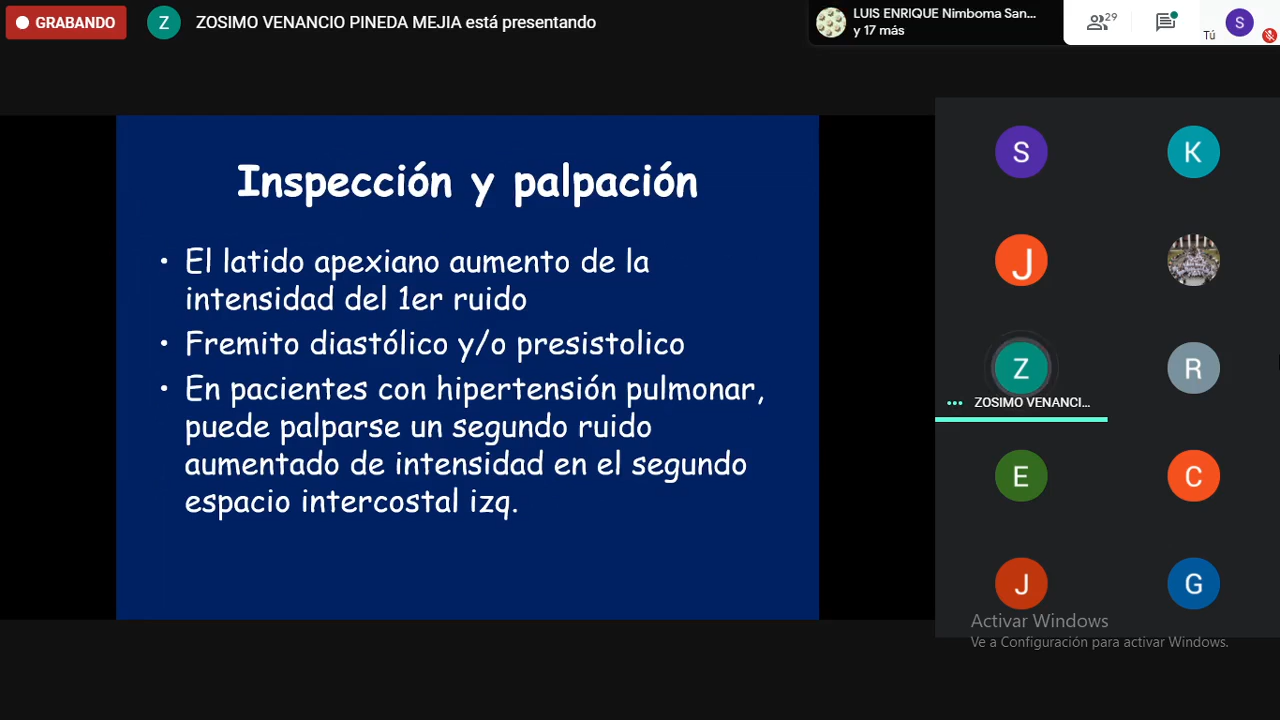 GRABANDO
Z
ZOSIMO VENANCIO PINEDA MEJIA está presentando
LUIS ENRIQUE Nimboma San...
y 17 más
29
Tú
S
Inspección y palpación
• El latido apexiano aumento de la
intensidad del 1er ruido
• Fremito diastólico y/o presistolico
• En pacientes con hipertensión pulmonar,
puede palparse un segundo ruido
aumentado de intensidad en el segundo
espacio intercostal izq.
S
K
J
Z
R
ZOSIMO VENANCI...
E
C
J
G
Activar Windows
Ve a Configuración para activar Windows.